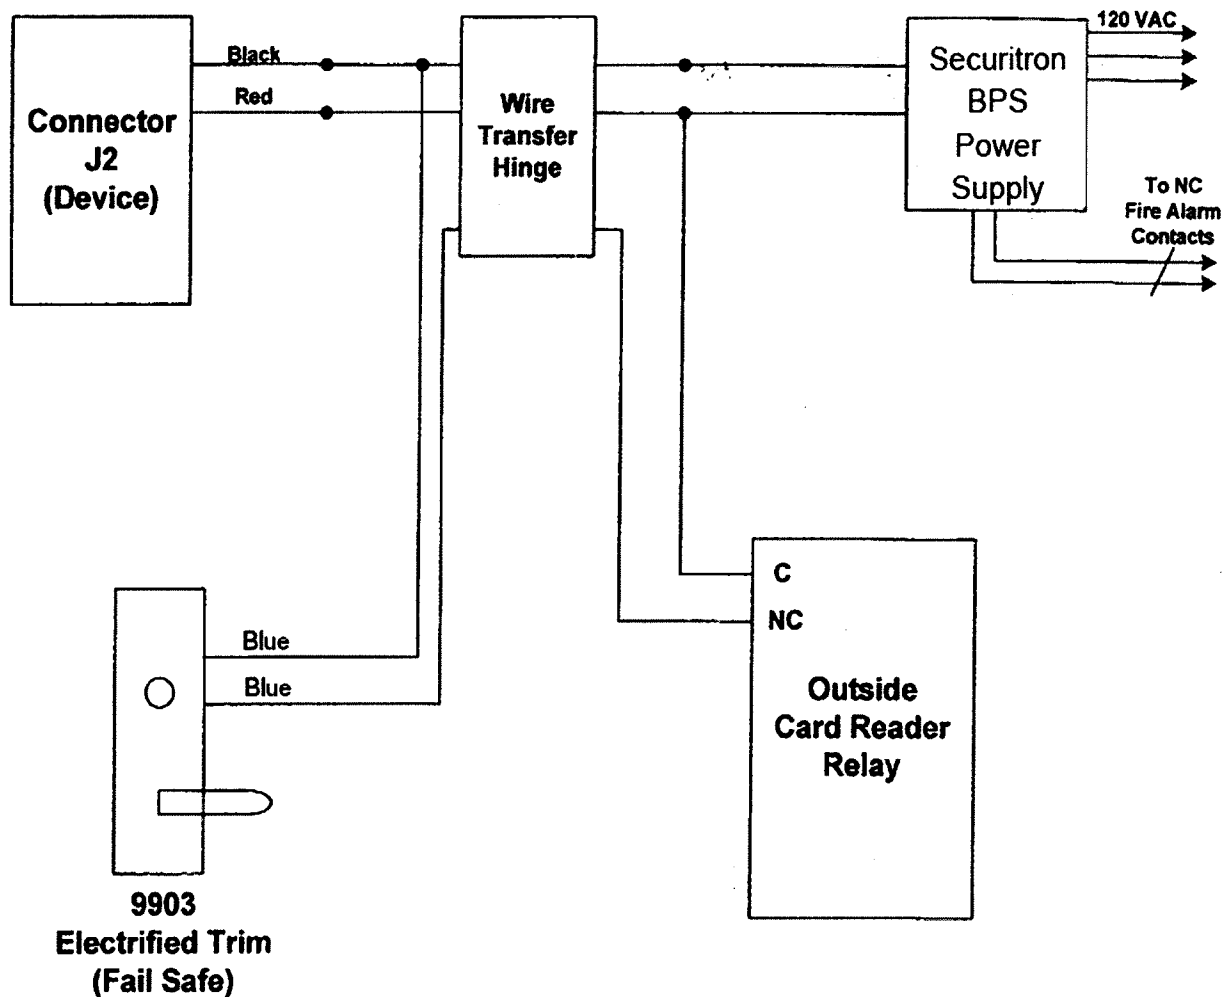 Connector
J2
(Device)
Black
Red
Wire
Transfer
Hinge
Securitron
BPS
Power
Supply
120 VAC
To NC
Fire Alarm
Contacts
Blue
Blue
C
NC
Outside
Card Reader
Relay
9903
Electrified Trim
(Fail Safe)